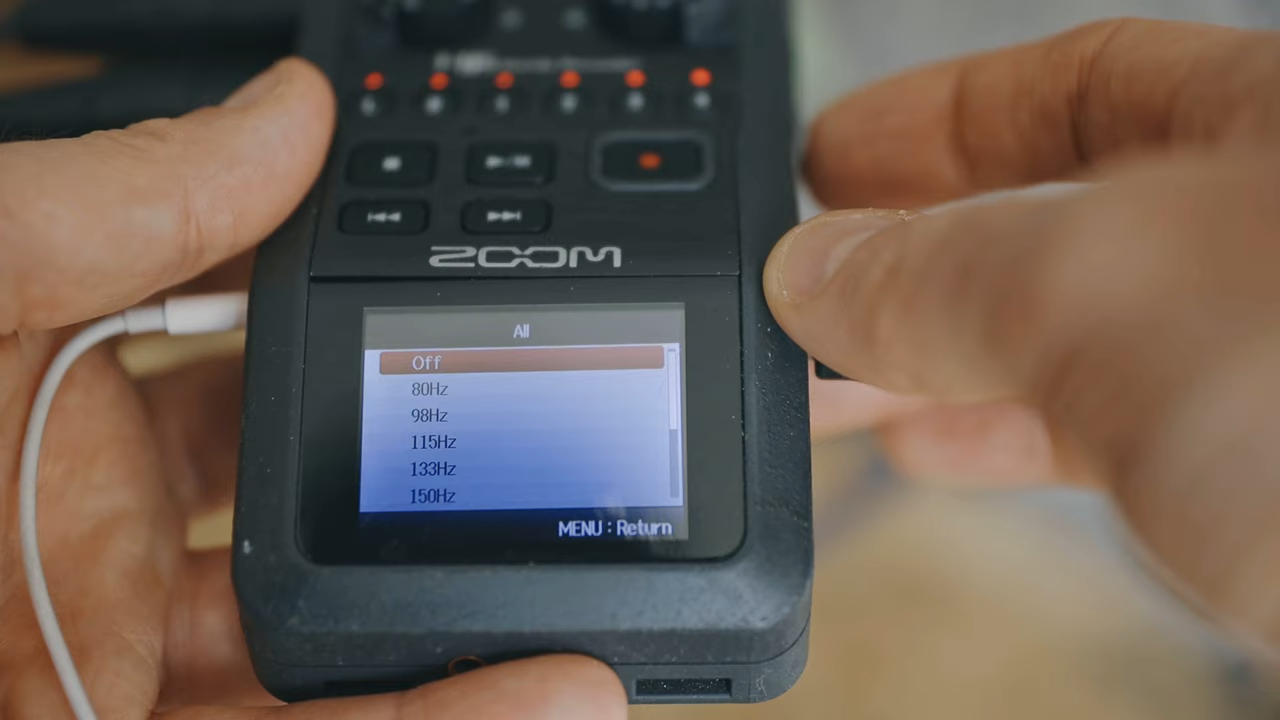 ZOOM
All
Off
80Hz
98Hz
115Hz
133Hz
150Hz
MENU : Return